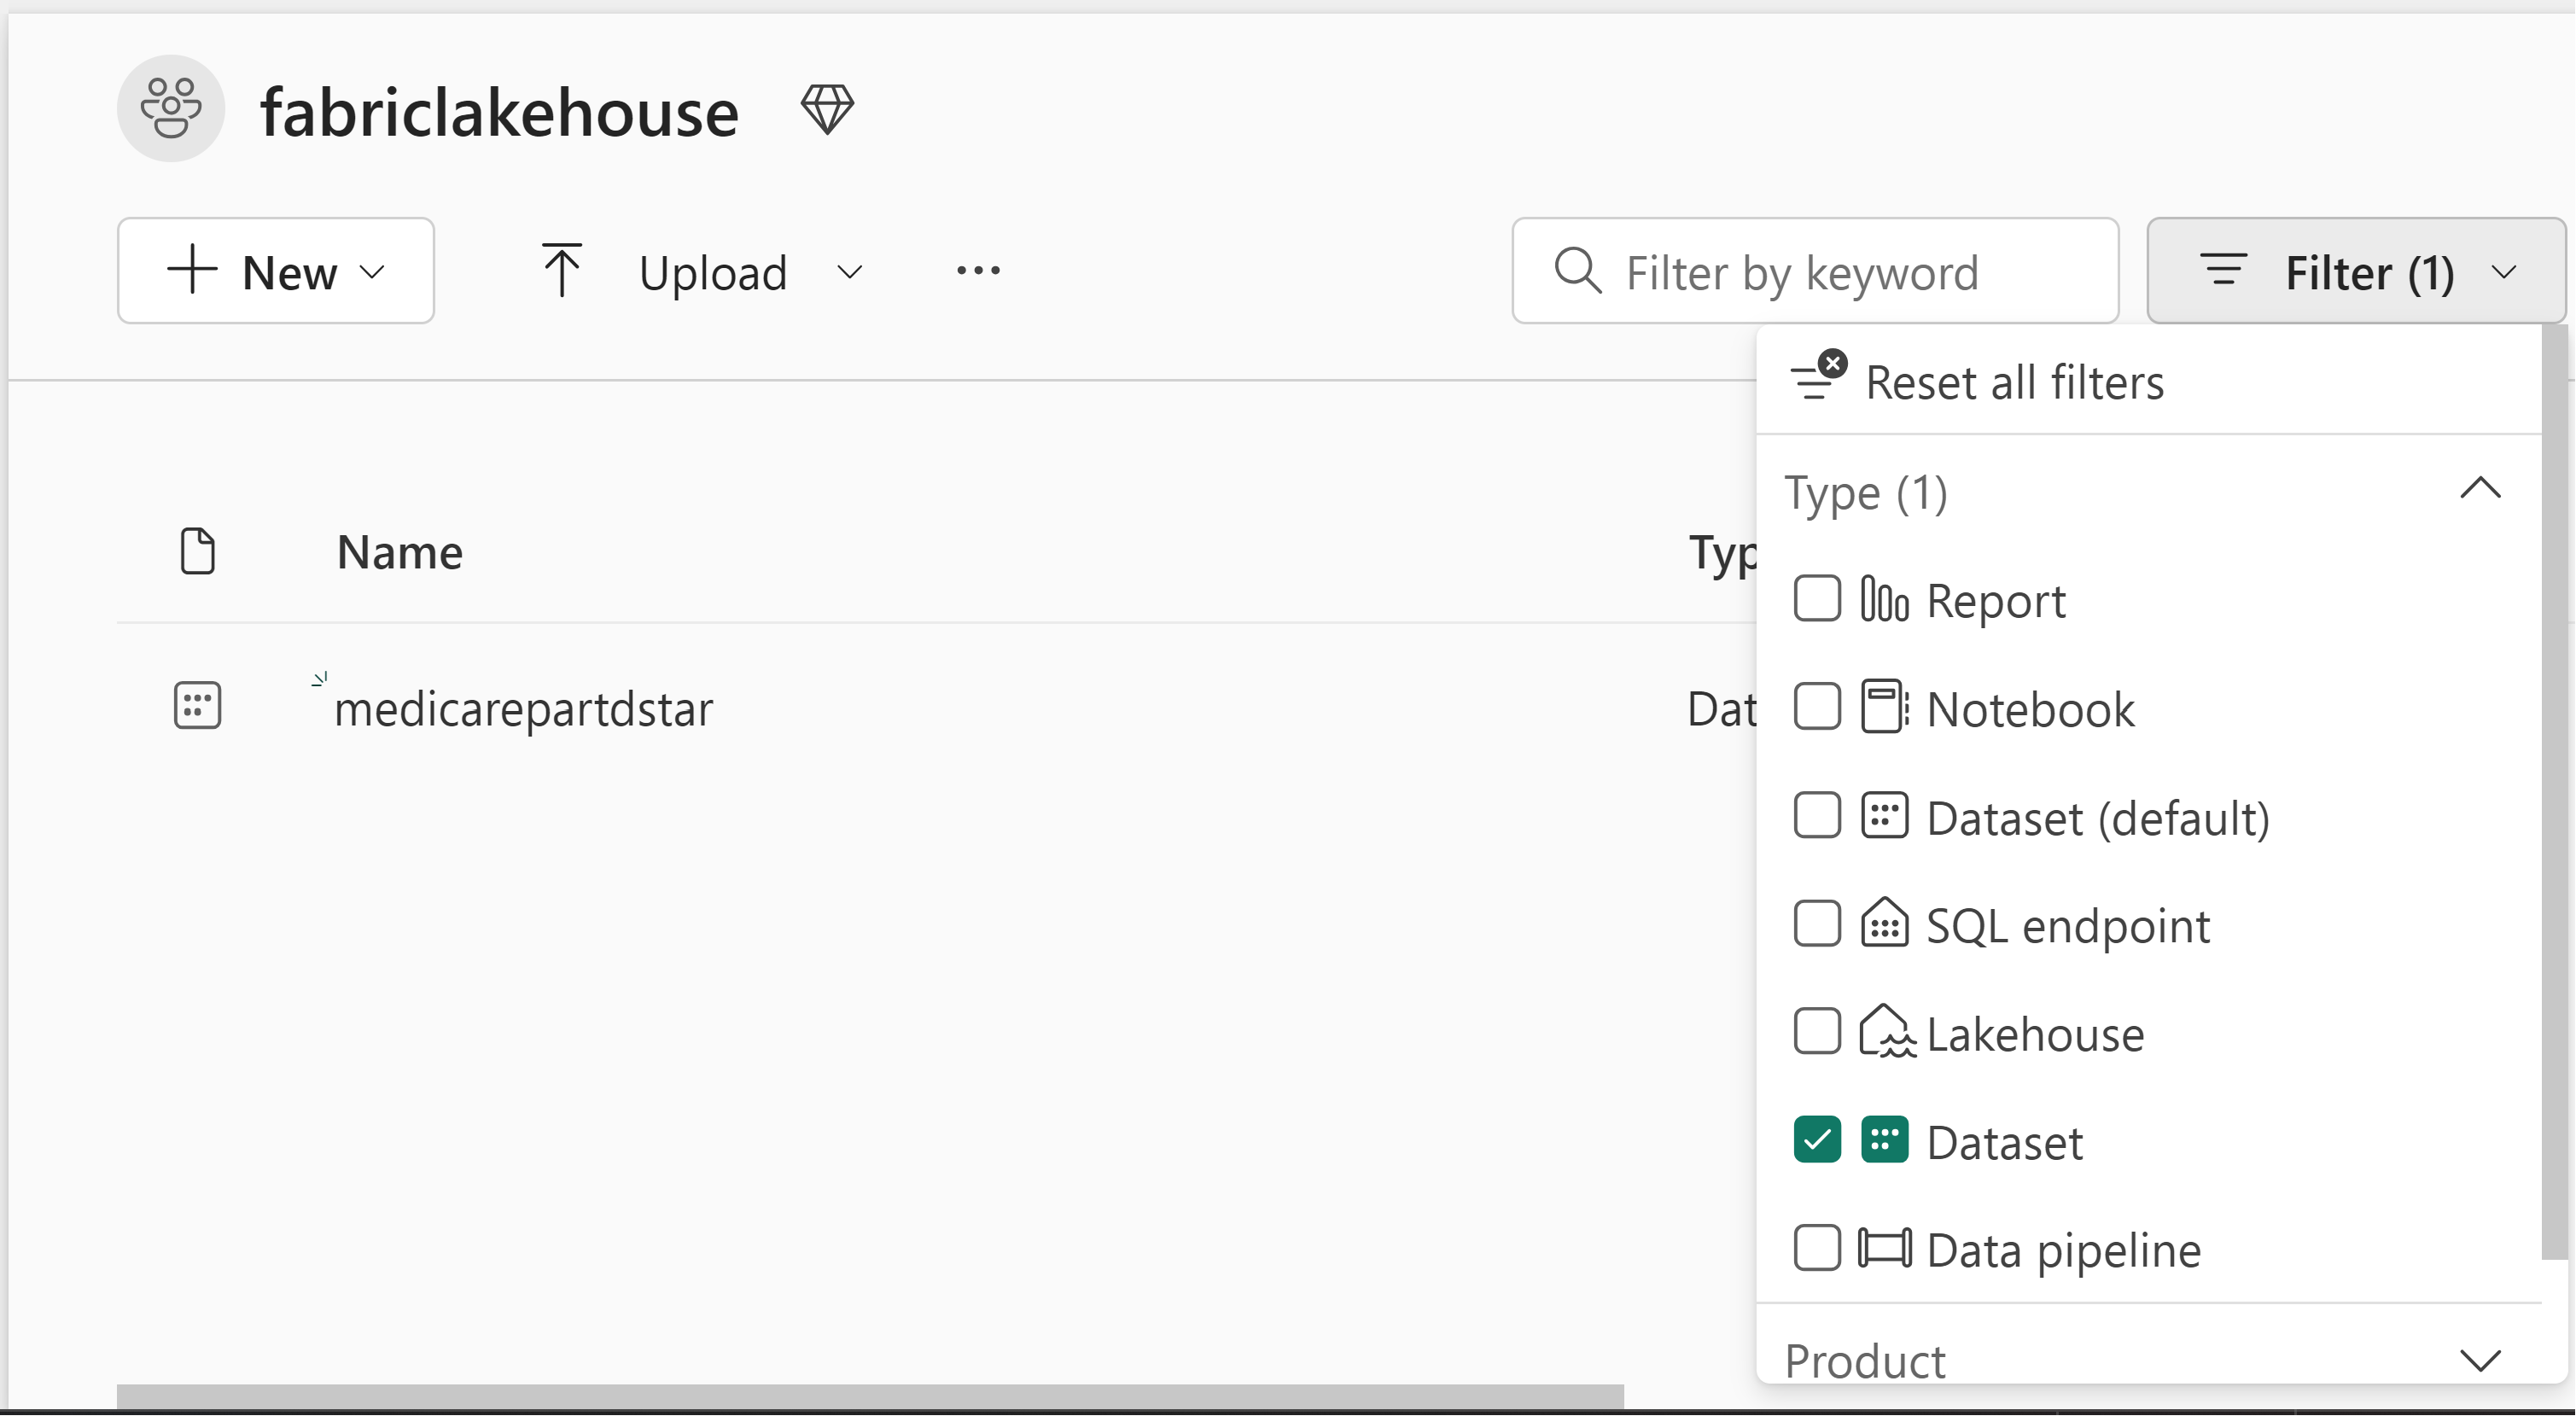 fabriclakehouse
New
Upload
Filter by keyword
Filter (1)
Reset all filters
Type (1)
Name
Typ
Report
medicarepartdstar
Dat
Notebook
Dataset (default)
SQL endpoint
Lakehouse
Dataset
Data pipeline
Product